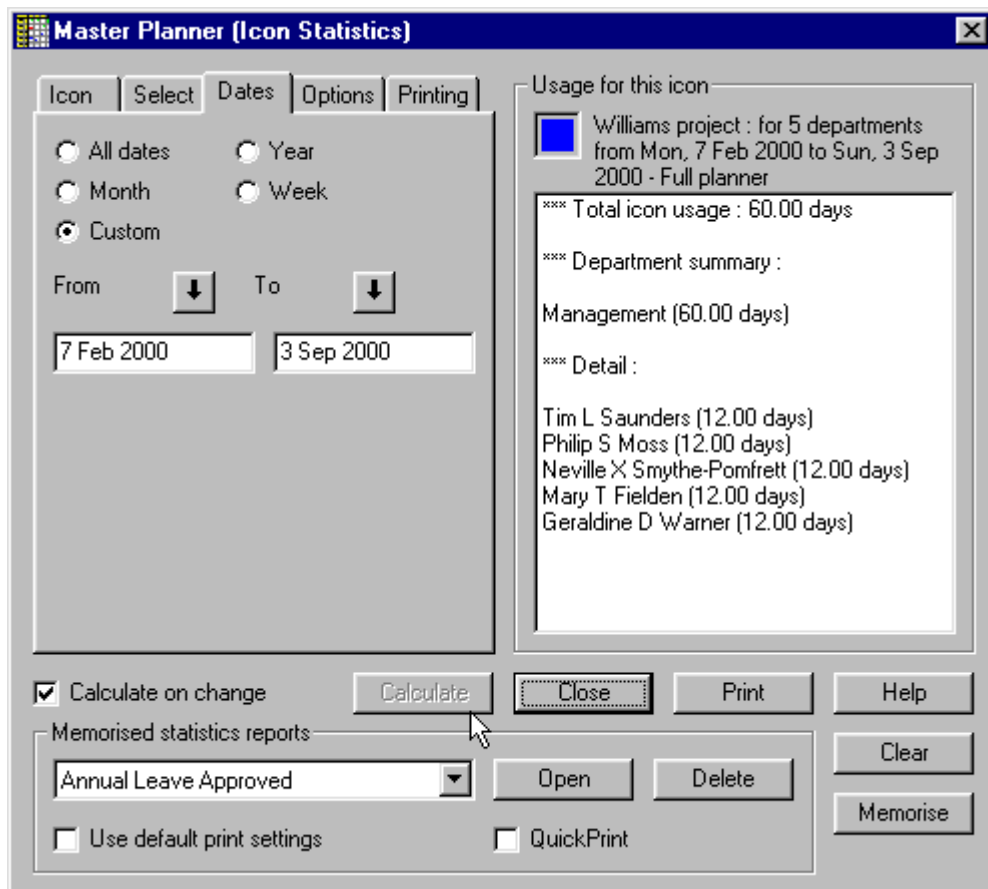 Master Planner (Icon Statistics)
Icon
Select
Dates
Options
Printing
All dates
Year
Month
Week
Custom
From
To
7 Feb 2000
3 Sep 2000
Usage for this icon
Williams project : for 5 departments
from Mon, 7 Feb 2000 to Sun, 3 Sep
2000 - Full planner
*** Total icon usage : 60.00 days
*** Department summary :
Management (60.00 days)
*** Detail :
Tim L Saunders (12.00 days)
Philip S Moss (12.00 days)
Neville X Smythe-Pomfrett (12.00 days)
Mary T Fielden (12.00 days)
Geraldine D Warner (12.00 days)
Calculate on change
Calculate
Close
Print
Help
Memorised statistics reports
Annual Leave Approved
Open
Delete
Clear
Memorise
Use default print settings
QuickPrint